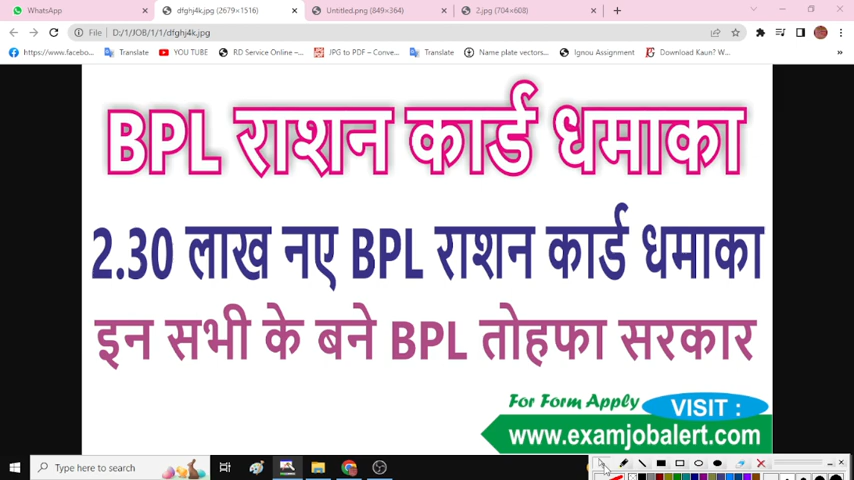 WhatsApp
dfghj4k.jpg (2679×1516)
Untitled.png (849×364)
2.jpg (704×608)
File
D:/1/JOB/1/1/dfghj4k.jpg
https://www.facebo...
Translate
YOU TUBE
RD Service Online –...
JPG to PDF – Conve...
Translate
Name plate vectors...
Ignou Assignment
Download Kaun? W...
BPL राशन कार्ड धमाका
2.30 लाख नए BPL राशन कार्ड धमाका
इन सभी के बने BPL तोहफा सरकार
For Form Apply
VISIT :
www.examjobalert.com
Type here to search